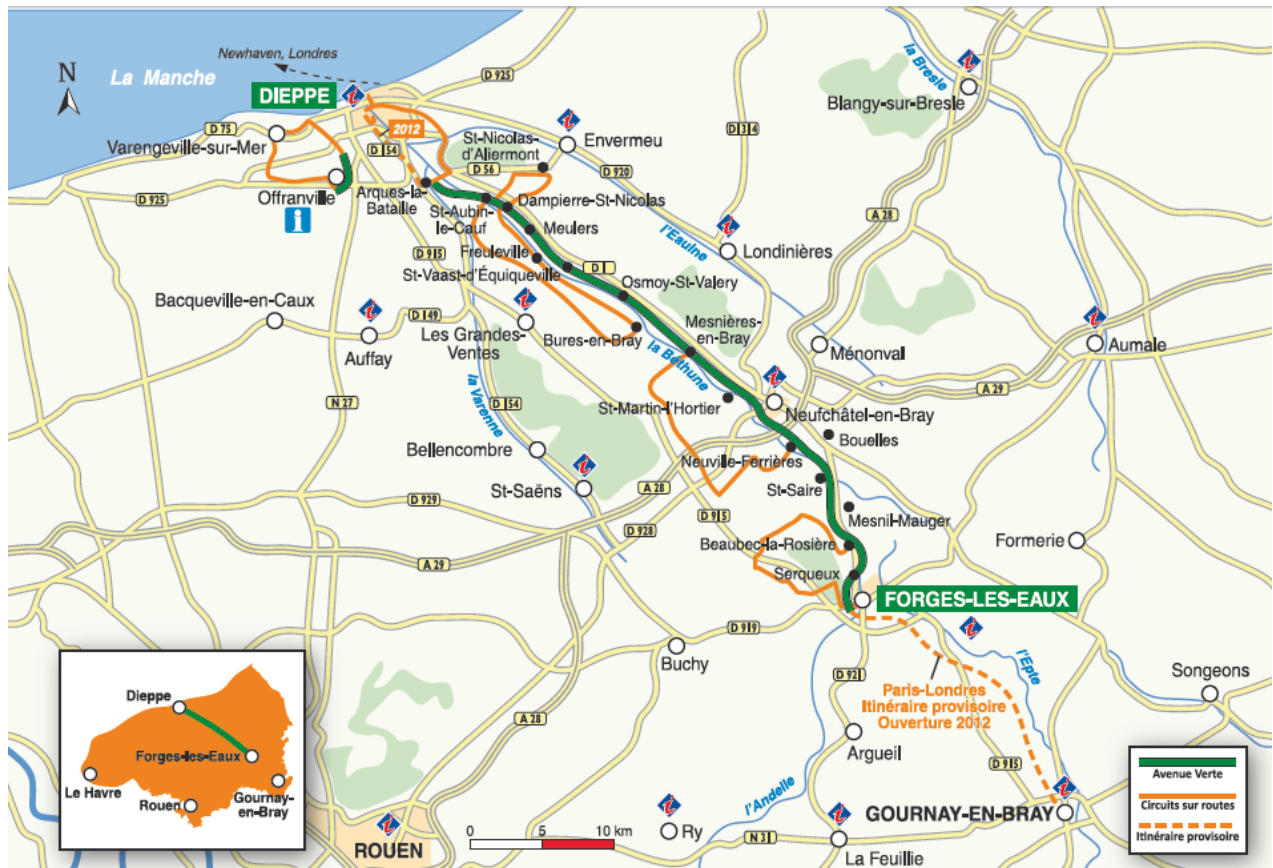 Newhaven, Londres
La Manche
N
DIEPPE
D 925
la Bresle
Blangy-sur-Bresle
D 75
2012
Varengeville-sur-Mer
D 154
St-Nicolas-
d'Aliermont
Envermeu
D 314
D 56
D 920
Offranville
i
D 925
Arques-la-
Bataille
Dampierre-St-Nicolas
A 28
St-Aubin-
le-Cauf
Meulers
l'Eaulne
Londinières
D 915
Freuleville
D 1
St-Vaast-d'Équiqueville
Osmoy-St-Valery
Bacqueville-en-Caux
D 149
Auffay
Les Grandes-
Ventes
Bures-en-Bray
Mesnières-
en-Bray
la Béthune
Ménonval
Aumale
la Varenne
A 29
N 27
D 154
St-Martin-l'Hortier
Neufchâtel-en-Bray
Bouelles
Bellencombre
Neuville-Ferrières
St-Saëns
A 28
St-Saire
D 929
D 915
Mesnil-Mauger
D 928
Beaubec-la-Rosière
Formerie
A 29
Serqueux
FORGES-LES-EAUX
D 919
Buchy
l'Epte
D 921
Paris-Londres
Itinéraire provisoire
Ouverture 2012
Songeons
A 28
Argueil
D 915
l'Andelle
GOURNAY-EN-BRAY
0 5 10 km
Ry
N 31
La Feuillie
ROUEN
Dieppe
Forges-les-Eaux
Le Havre
Rouen
Gournay-
en-Bray
Avenue Verte
Circuits sur routes
Itinéraire provisoire